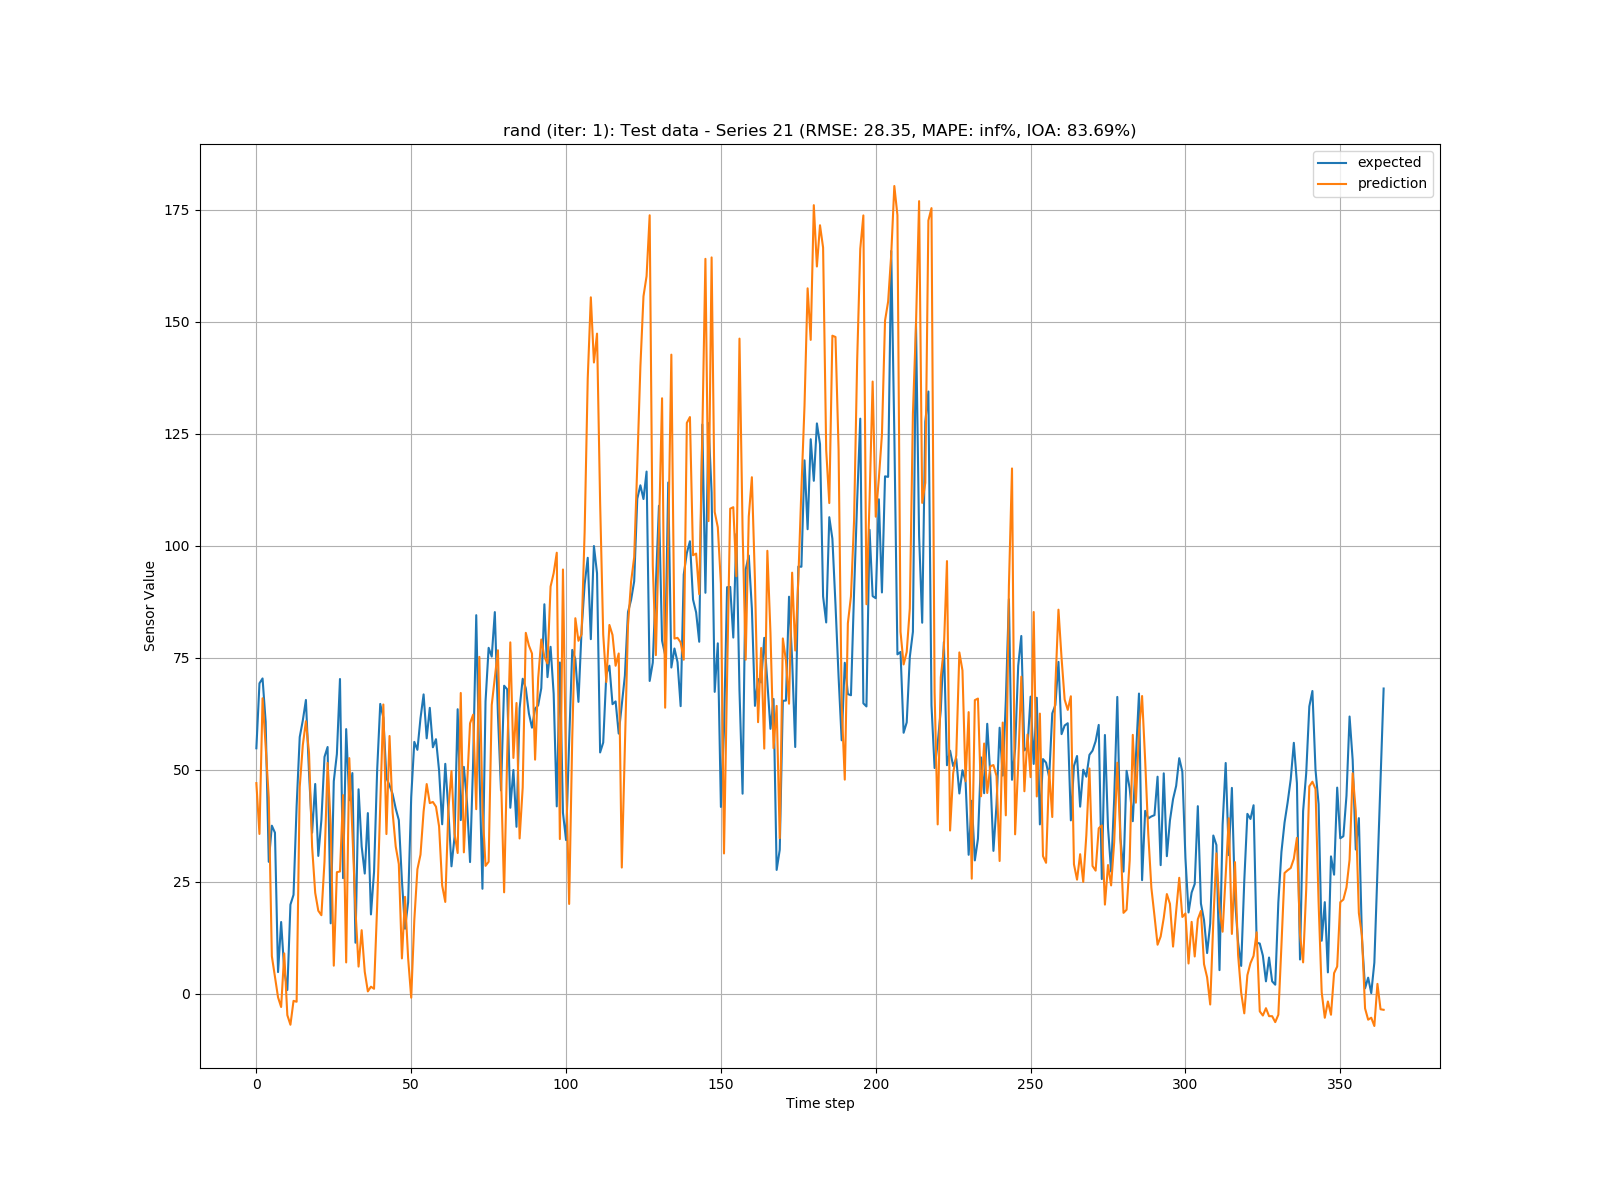 rand (iter: 1): Test data - Series 21 (RMSE: 28.35, MAPE: inf%, IOA: 83.69%)
expected
prediction
175
150
125
100
75
50
25
0
Sensor Value
0 50 100 150 200 250 300 350
Time step